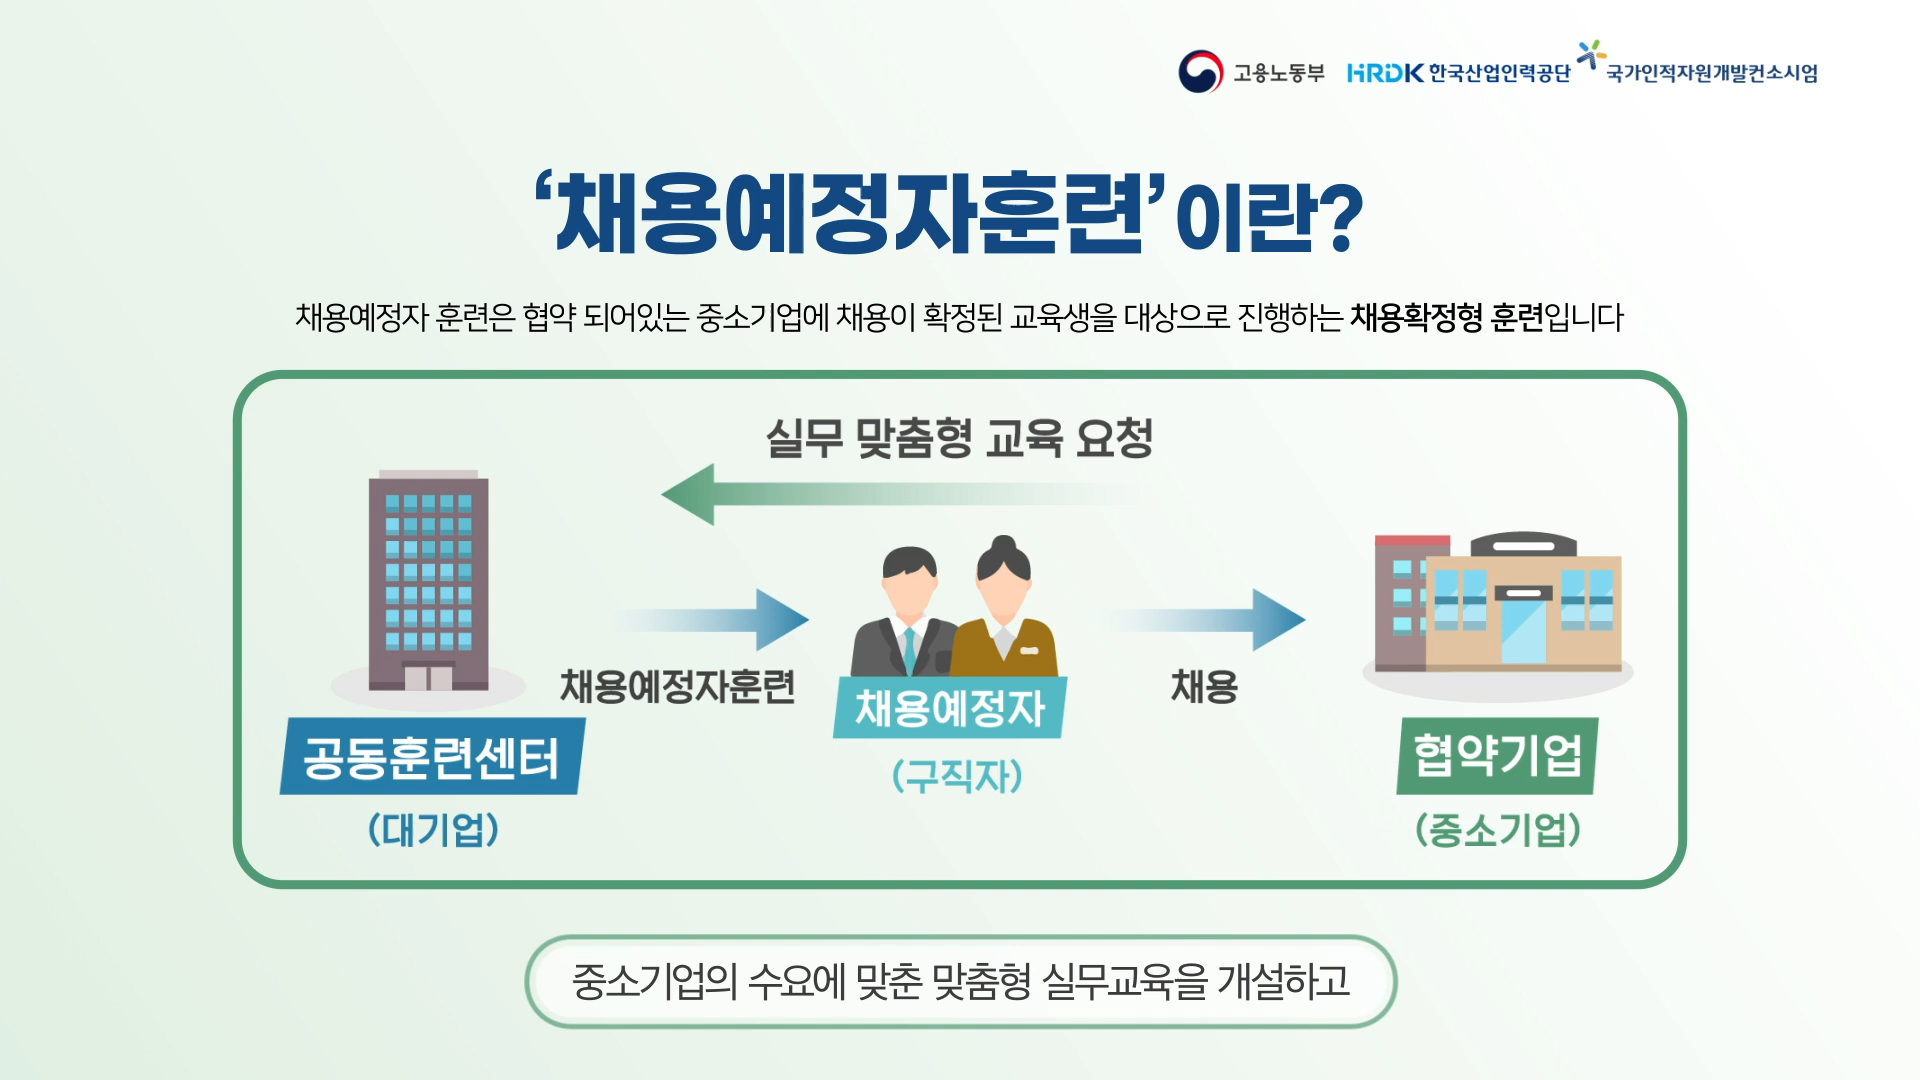 고용노동부 HRDK 한국산업인력공단 국가인적자원개발컨소시엄
‘채용예정자훈련’이란?
채용예정자 훈련은 협약 되어있는 중소기업에 채용이 확정된 교육생을 대상으로 진행하는 채용확정형 훈련입니다
실무 맞춤형 교육 요청
채용예정자훈련
채용
채용예정자
(구직자)
공동훈련센터
(대기업)
협약기업
(중소기업)
중소기업의 수요에 맞춘 맞춤형 실무교육을 개설하고